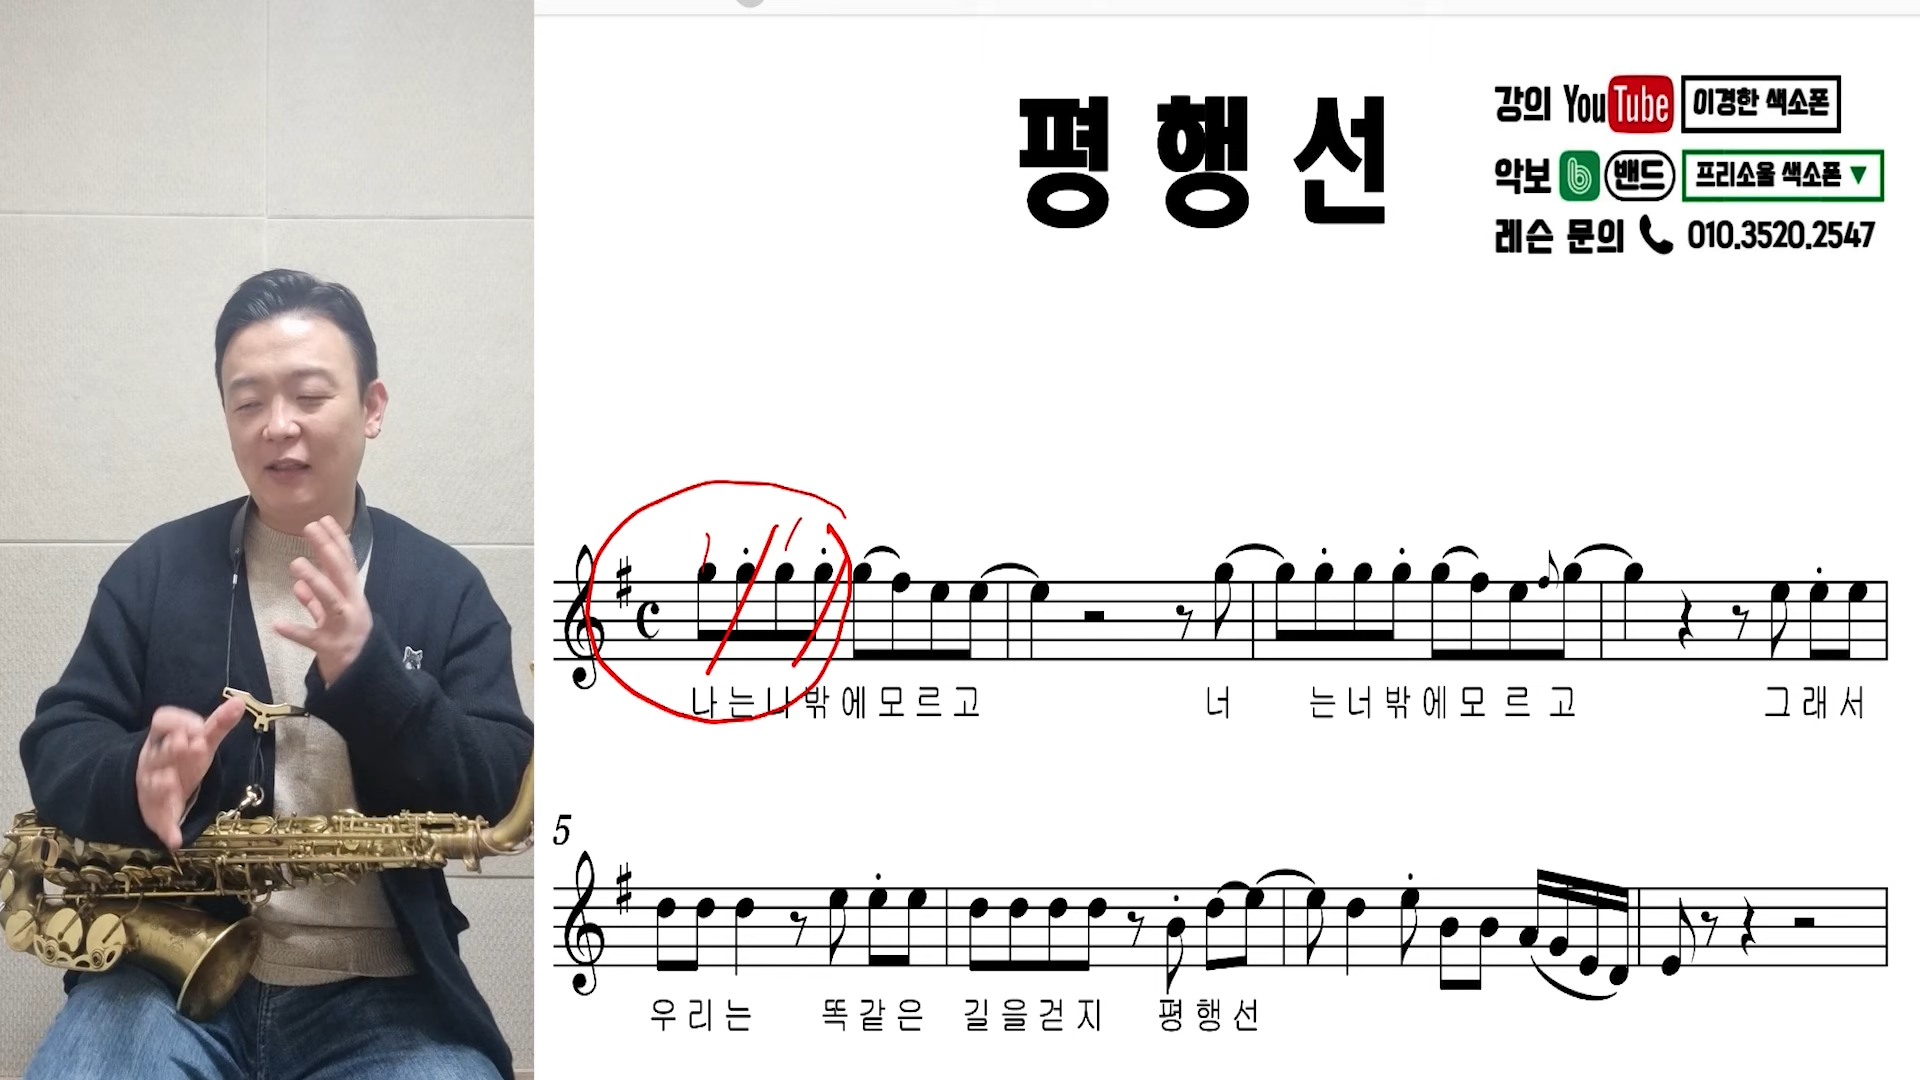 평행선
강의 YouTube 이경한 색소폰
악보 b 밴드 프리소울 색소폰 ▼
레슨 문의 010.3520.2547
나는나밖에모르고 너 는너밖에모르고 그래서
5
우리는 똑같은 길을걷지 평행선